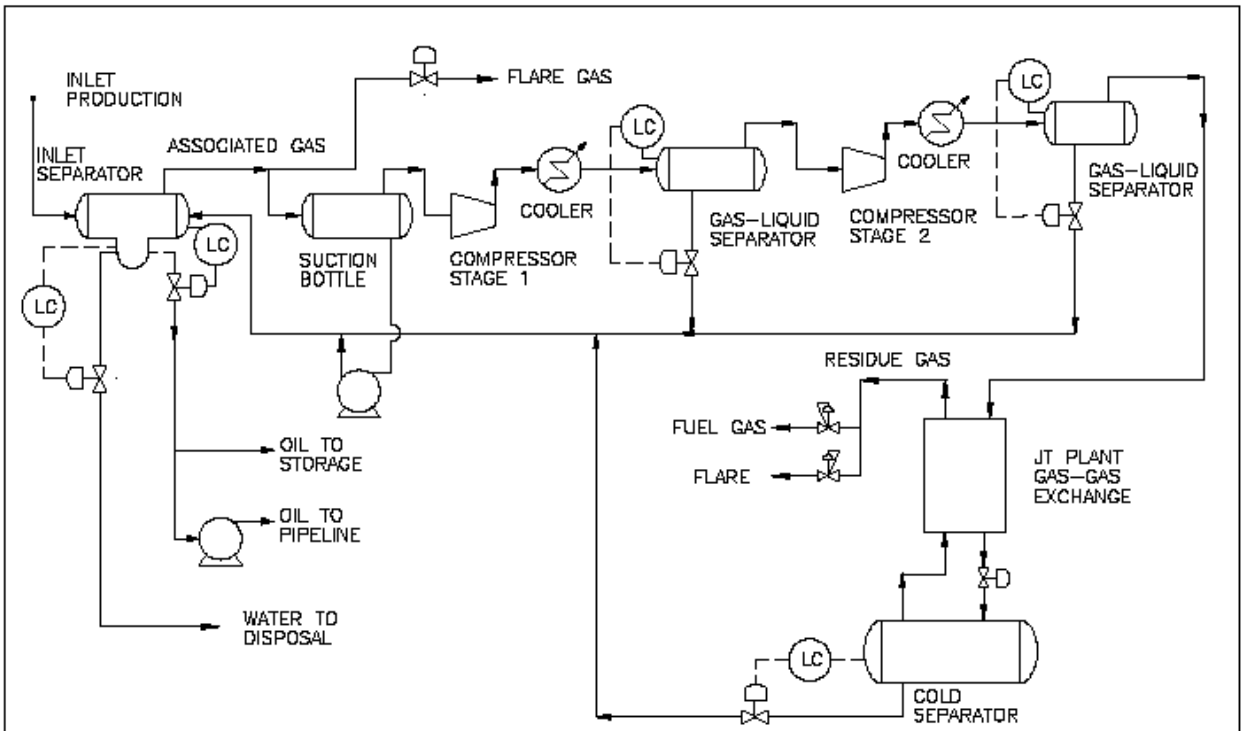 INLET
PRODUCTION
FLARE GAS
LC
LC
INLET
SEPARATOR
ASSOCIATED GAS
COOLER
COOLER
GAS-LIQUID
SEPARATOR
GAS-LIQUID
SEPARATOR
COMPRESSOR
STAGE 2
LC
SUCTION
BOTTLE
COMPRESSOR
STAGE 1
LC
RESIDUE GAS
FUEL GAS
FLARE
JT PLANT
GAS-GAS
EXCHANGE
OIL TO
STORAGE
OIL TO
PIPELINE
WATER TO
DISPOSAL
LC
COLD
SEPARATOR